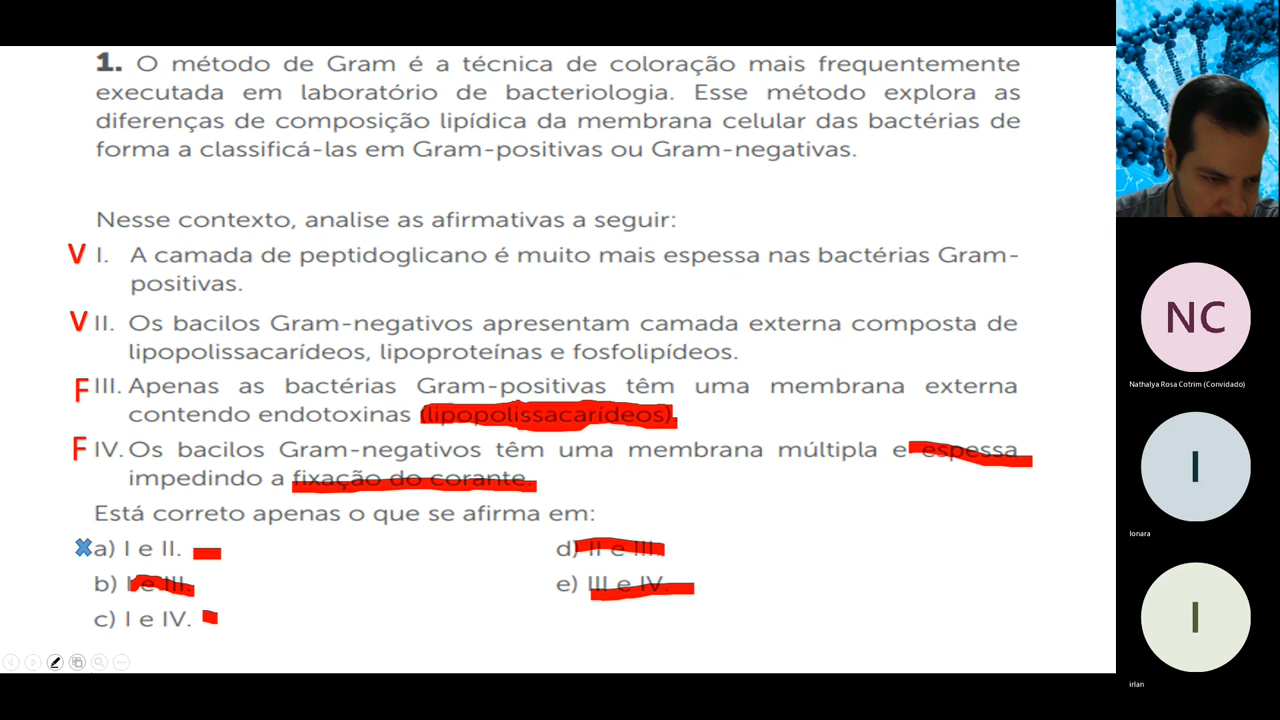 1. O método de Gram é a técnica de coloração mais frequentemente
executada em laboratório de bacteriologia. Esse método explora as
diferenças de composição lipídica da membrana celular das bactérias de
forma a classificá-las em Gram-positivas ou Gram-negativas.
Nesse contexto, analise as afirmativas a seguir:
V I. A camada de peptidoglicano é muito mais espessa nas bactérias Gram-
positivas.
V II. Os bacilos Gram-negativos apresentam camada externa composta de
lipopolissacarídeos, lipoproteínas e fosfolipídeos.
F III. Apenas as bactérias Gram-positivas têm uma membrana externa
contendo endotoxinas (lipopolissacarídeos).
F IV. Os bacilos Gram-negativos têm uma membrana múltipla e espessa
impedindo a fixação do corante.
Está correto apenas o que se afirma em:
a) I e II.
b) I e III.
c) I e IV.
d) II e III.
e) III e IV.
NC
Nathalya Rosa Cotrim (Convidado)
I
Ionara
I
irlan